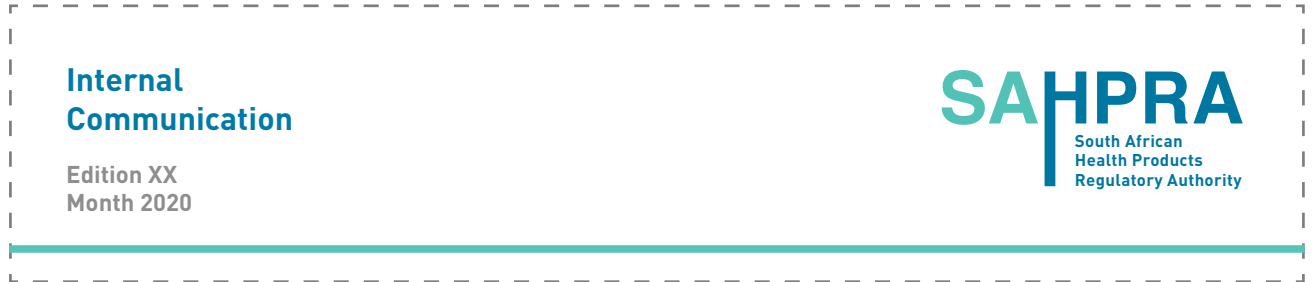 Internal
Communication
Edition XX
Month 2020
SAHPRA
South African
Health Products
Regulatory Authority